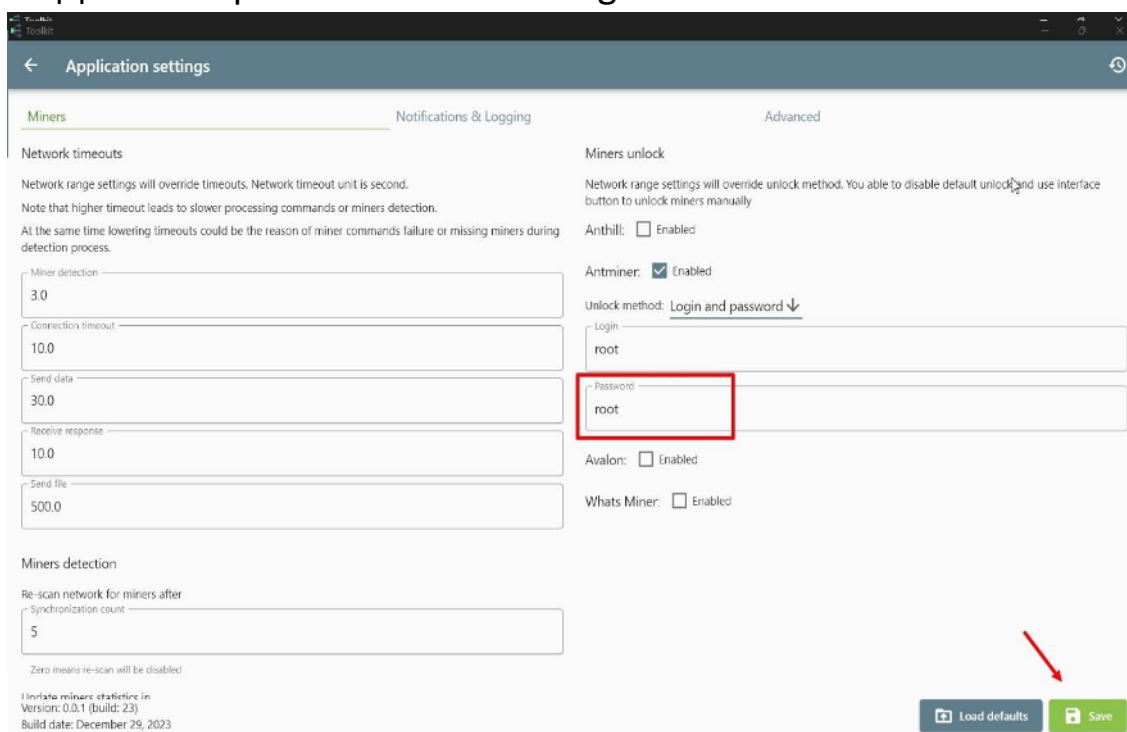 Toolkit
Toolkit
Application settings
Miners
Notifications & Logging
Advanced
Network timeouts
Network range settings will override timeouts. Network timeout unit is second.
Note that higher timeout leads to slower processing commands or miners detection.
At the same time lowering timeouts could be the reason of miner commands failure or missing miners during
detection process.
Miner detection
3.0
Connection timeout
10.0
Send data
30.0
Receive response
10.0
Send file
500.0
Miners detection
Re-scan network for miners after
Synchronization count
5
Zero means re-scan will be disabled
Update miners statistics in
Version: 0.0.1 (build: 23)
Build date: December 29, 2023
Miners unlock
Network range settings will override unlock method. You able to disable default unlock and use interface
button to unlock miners manually
Anthill: Enabled
Antminer: Enabled
Unlock method: Login and password
Login
root
Password
root
Avalon: Enabled
Whats Miner: Enabled
Load defaults
Save